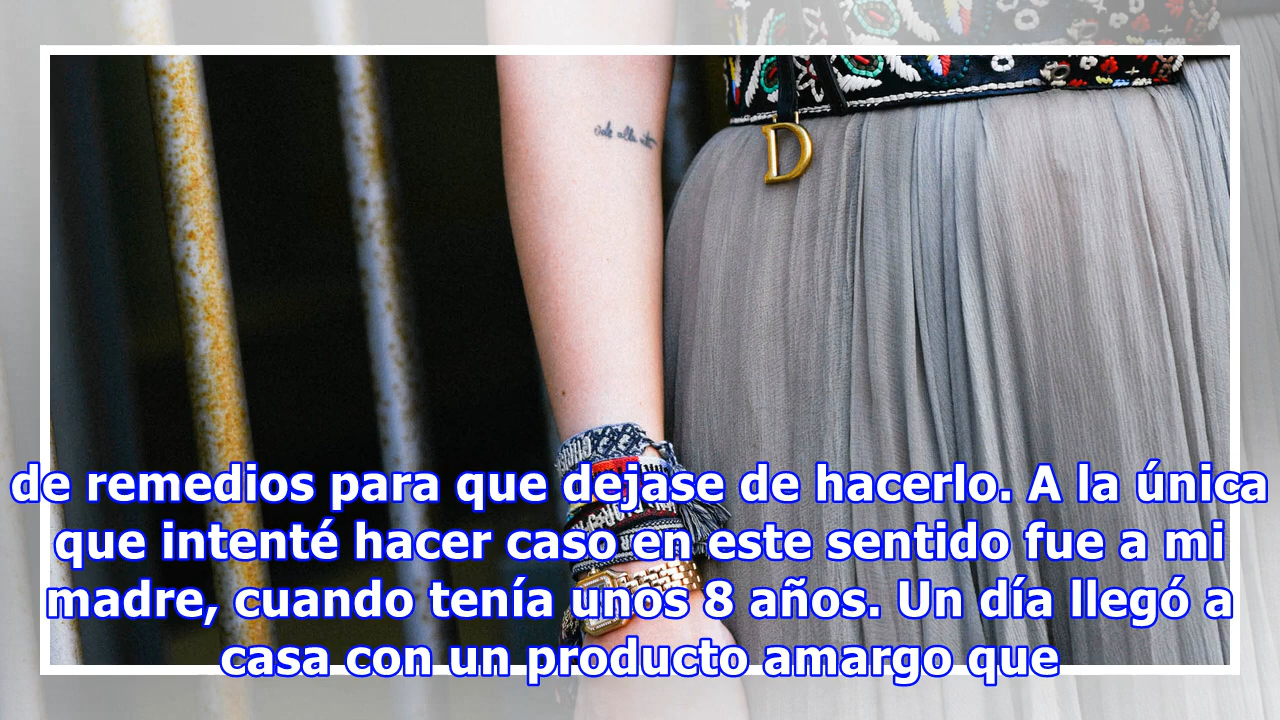 D
de remedios para que dejase de hacerlo. A la única
que intenté hacer caso en este sentido fue a mi
madre, cuando tenía unos 8 años. Un día llegó a
casa con un producto amargo que